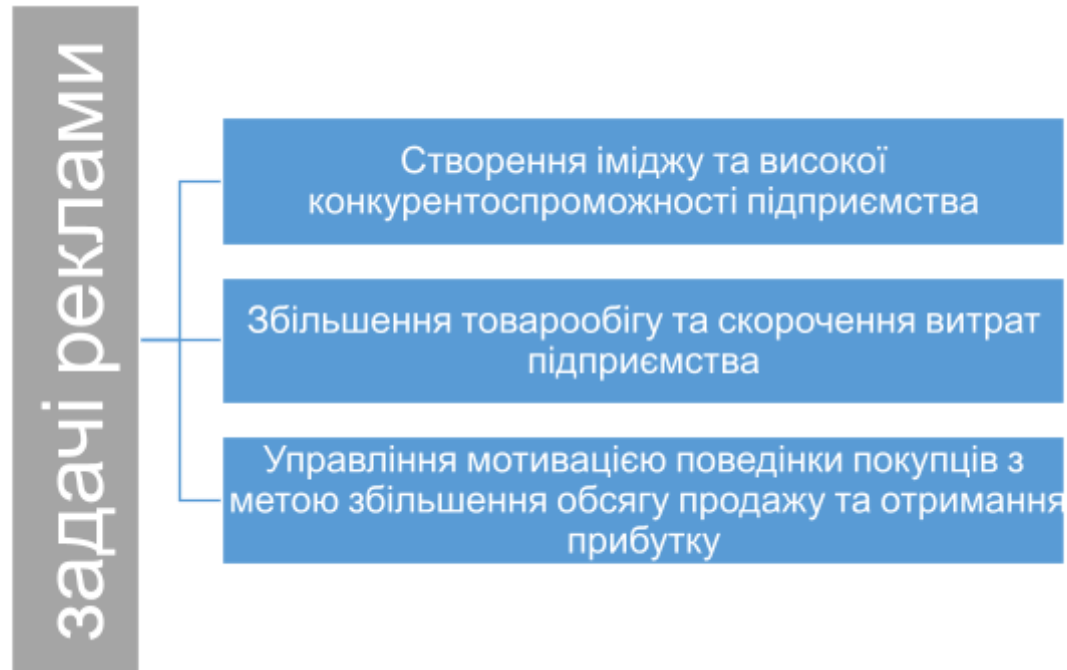 задачі реклами
Створення іміджу та високої
конкурентоспроможності підприємства
Збільшення товарообігу та скорочення витрат
підприємства
Управління мотивацією поведінки покупців з
метою збільшення обсягу продажу та отримання
прибутку